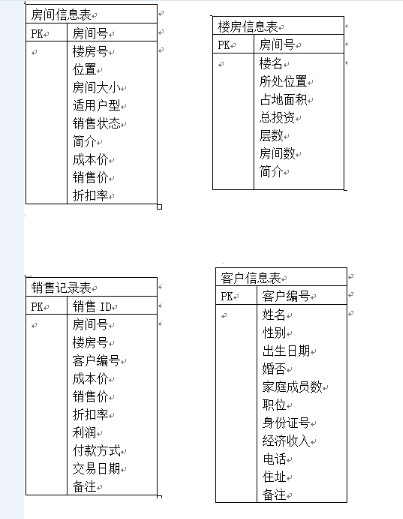 房间信息表
PK 房间号
楼房号
位置
房间大小
适用户型
销售状态
简介
成本价
销售价
折扣率
楼房信息表
PK 房间号
楼名
所处位置
占地面积
总投资
层数
房间数
简介
销售记录表
PK 销售 ID
房间号
楼房号
客户编号
成本价
销售价
折扣率
利润
付款方式
交易日期
备注
客户信息表
PK 客户编号
姓名
性别
出生日期
婚否
家庭成员数
职位
身份证号
经济收入
电话
住址
备注